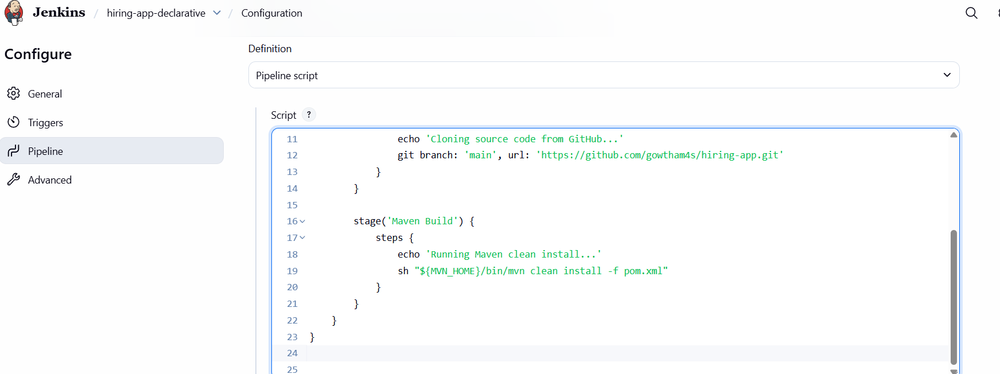 Jenkins / hiring-app-declarative / Configuration
Configure
General
Triggers
Pipeline
Advanced
Definition
Pipeline script
Script ?
11 echo 'Cloning source code from GitHub...'
12 git branch: 'main', url: 'https://github.com/gowtham4s/hiring-app.git'
13 }
14 }
15
16 stage('Maven Build') {
17 steps {
18 echo 'Running Maven clean install...'
19 sh "${MVN_HOME}/bin/mvn clean install -f pom.xml"
20 }
21 }
22 }
23 }
24
25